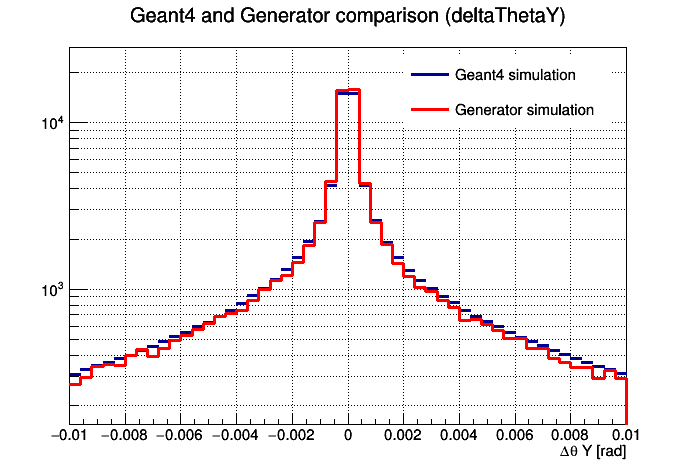 Geant4 and Generator comparison (deltaThetaY)
Geant4 simulation
Generator simulation
10⁴
10³
−0.01 −0.008 −0.006 −0.004 −0.002 0 0.002 0.004 0.006 0.008 0.01
Δθ Y [rad]